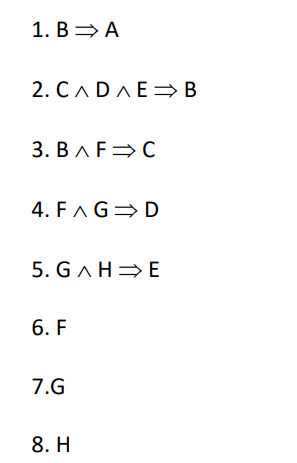 1. B ⇒ A
2. C ∧ D ∧ E ⇒ B
3. B ∧ F ⇒ C
4. F ∧ G ⇒ D
5. G ∧ H ⇒ E
6. F
7.G
8. H